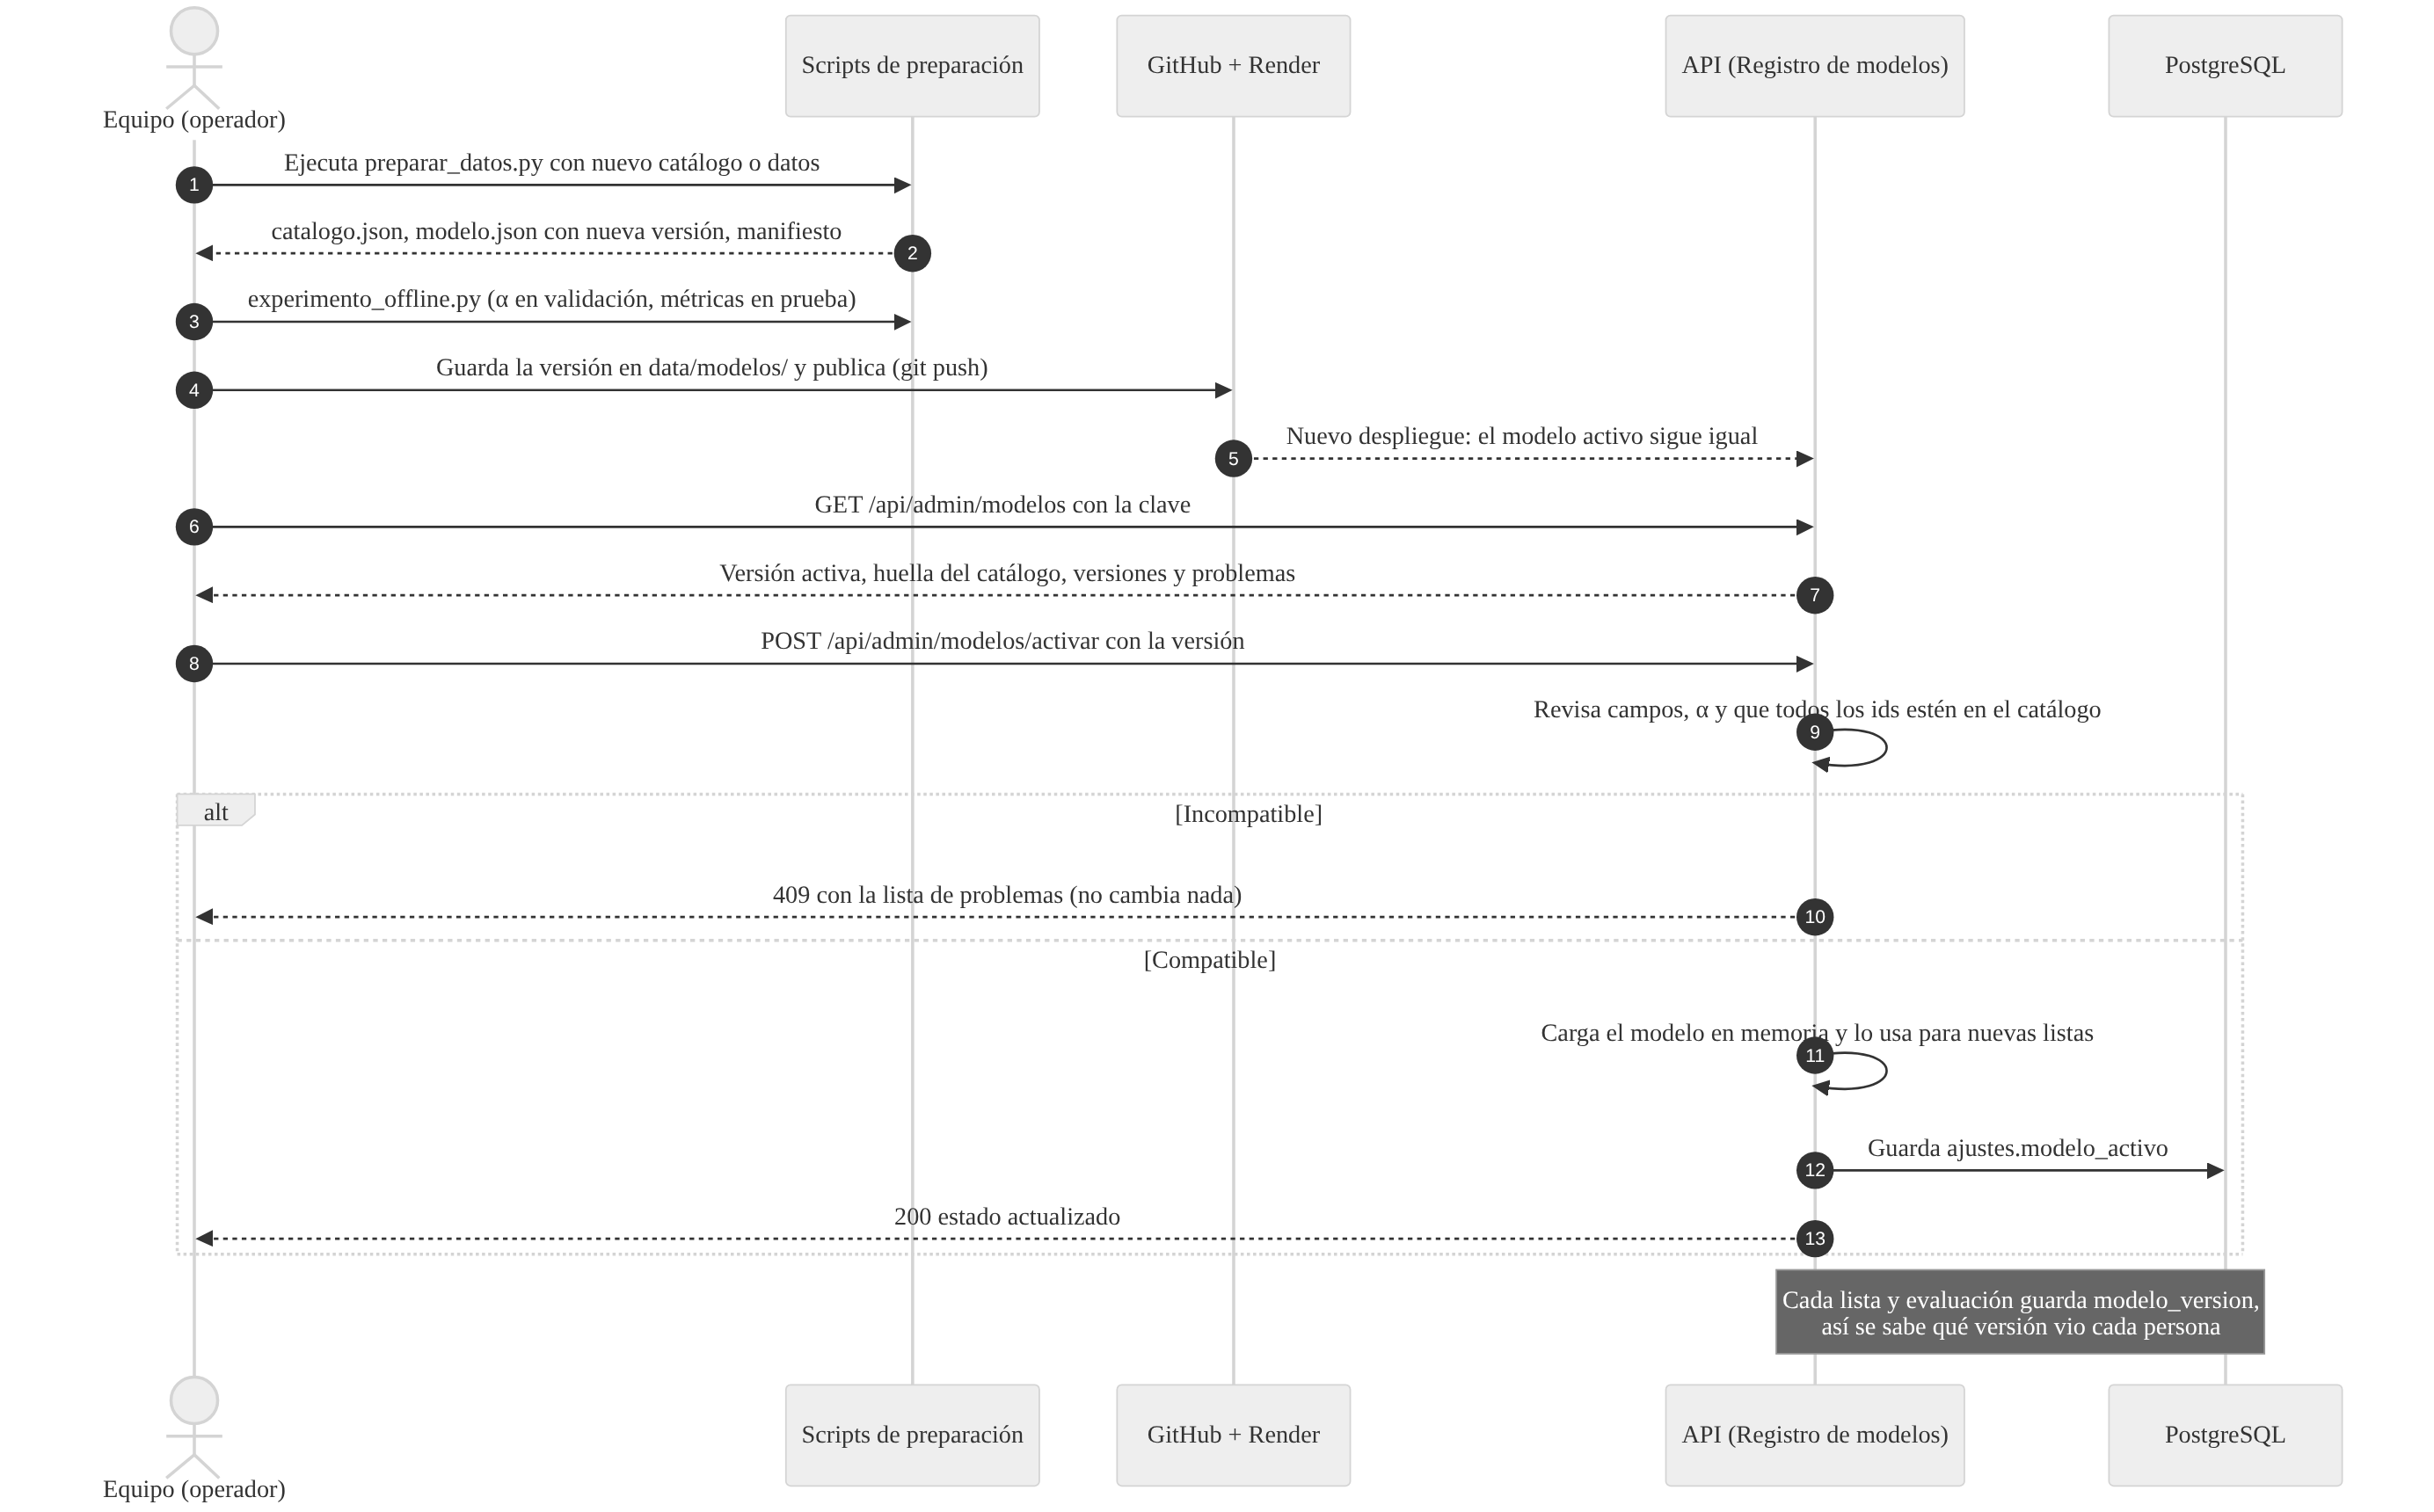 Scripts de preparación
GitHub + Render
API (Registro de modelos)
PostgreSQL
Equipo (operador)
Ejecuta preparar_datos.py con nuevo catálogo o datos
1
catalogo.json, modelo.json con nueva versión, manifiesto
2
experimento_offline.py (α en validación, métricas en prueba)
3
Guarda la versión en data/modelos/ y publica (git push)
4
Nuevo despliegue: el modelo activo sigue igual
5
GET /api/admin/modelos con la clave
6
Versión activa, huella del catálogo, versiones y problemas
7
POST /api/admin/modelos/activar con la versión
8
Revisa campos, α y que todos los ids estén en el catálogo
9
alt
[Incompatible]
409 con la lista de problemas (no cambia nada)
10
[Compatible]
Carga el modelo en memoria y lo usa para nuevas listas
11
Guarda ajustes.modelo_activo
12
200 estado actualizado
13
Cada lista y evaluación guarda modelo_version,
así se sabe qué versión vio cada persona
Scripts de preparación
GitHub + Render
API (Registro de modelos)
PostgreSQL
Equipo (operador)